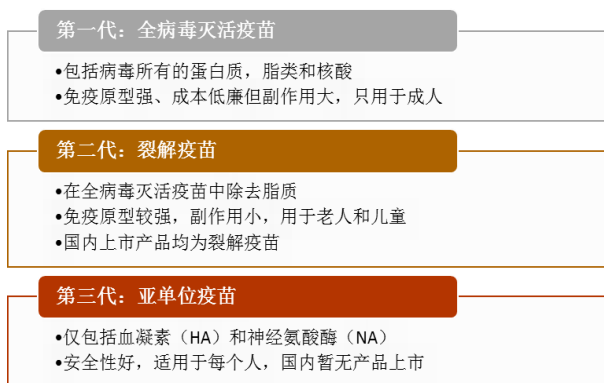 第一代：全病毒灭活疫苗
•包括病毒所有的蛋白质，脂类和核酸
•免疫原型强、成本低廉但副作用大，只用于成人
第二代：裂解疫苗
•在全病毒灭活疫苗中除去脂质
•免疫原型较强，副作用小，用于老人和儿童
•国内上市产品均为裂解疫苗
第三代：亚单位疫苗
•仅包括血凝素（HA）和神经氨酸酶（NA）
•安全性好，适用于每个人，国内暂无产品上市